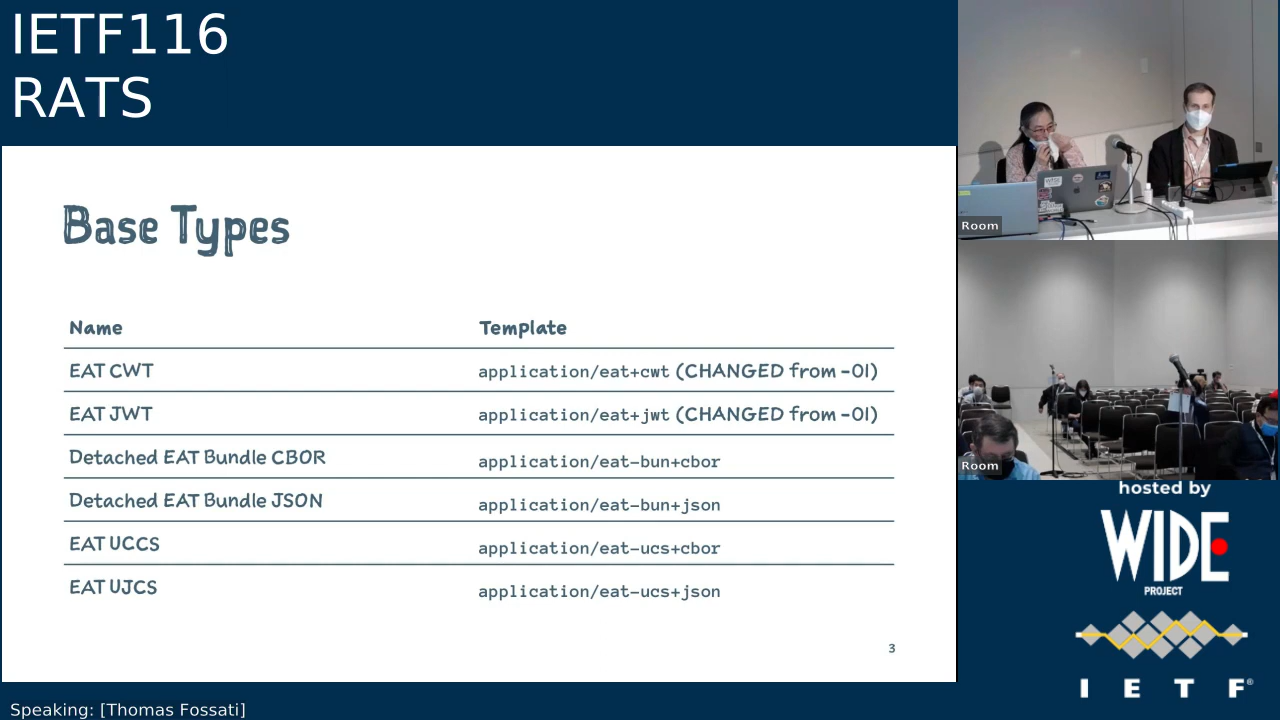 IETF116
RATS
Base Types
Name Template
EAT CWT application/eat+cwt (CHANGED from -01)
EAT JWT application/eat+jwt (CHANGED from -01)
Detached EAT Bundle CBOR application/eat-bun+cbor
Detached EAT Bundle JSON application/eat-bun+json
EAT UCCS application/eat-ucs+cbor
EAT UJCS application/eat-ucs+json
3
Room
Room
hosted by
WIDE
PROJECT
I E T F®
Speaking: [Thomas Fossati]